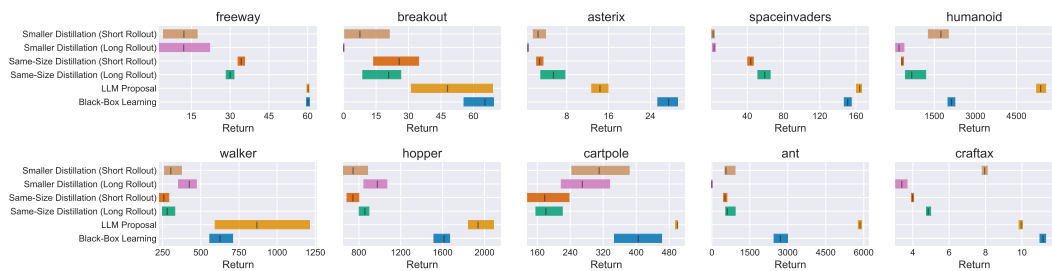 freeway
breakout
asterix
spaceinvaders
humanoid
Smaller Distillation (Short Rollout)
Smaller Distillation (Long Rollout)
Same-Size Distillation (Short Rollout)
Same-Size Distillation (Long Rollout)
LLM Proposal
Black-Box Learning
15 30 45 60
0 20 40 60
8 16 24
0 40 80 120 160
1500 3000 4500
Return
Return
Return
Return
Return
walker
hopper
cartpole
ant
craftax
Smaller Distillation (Short Rollout)
Smaller Distillation (Long Rollout)
Same-Size Distillation (Short Rollout)
Same-Size Distillation (Long Rollout)
LLM Proposal
Black-Box Learning
250 500 750 1000 1250
800 1200 1600 2000
160 240 320 400 480
0 1500 3000 4500 6000
4 6 8 10
Return
Return
Return
Return
Return